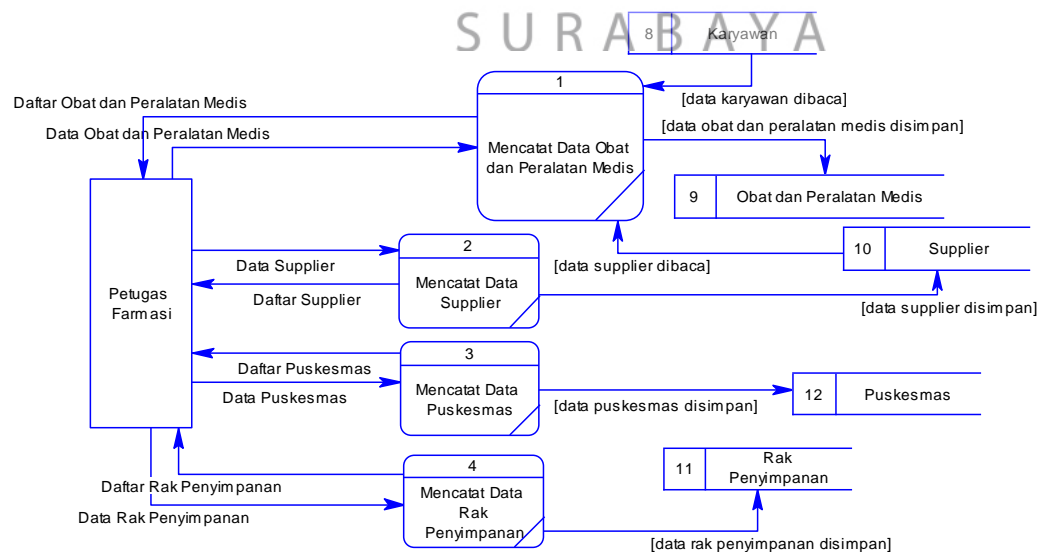 SURABAYA
8 Karyawan
1
[data karyawan dibaca]
Daftar Obat dan Peralatan Medis
Data Obat dan Peralatan Medis
[data obat dan peralatan medis disimpan]
Mencatat Data Obat
dan Peralatan Medis
9 Obat dan Peralatan Medis
2
10 Supplier
Data Supplier
[data supplier dibaca]
Mencatat Data
Supplier
Daftar Supplier
[data supplier disimpan]
Petugas
Farmasi
3
Daftar Puskesmas
Mencatat Data
Puskesmas
Data Puskesmas
[data puskesmas disimpan]
12 Puskesmas
4
11 Rak
Penyimpanan
Daftar Rak Penyimpanan
Mencatat Data
Rak
Penyimpanan
Data Rak Penyimpanan
[data rak penyimpanan disimpan]